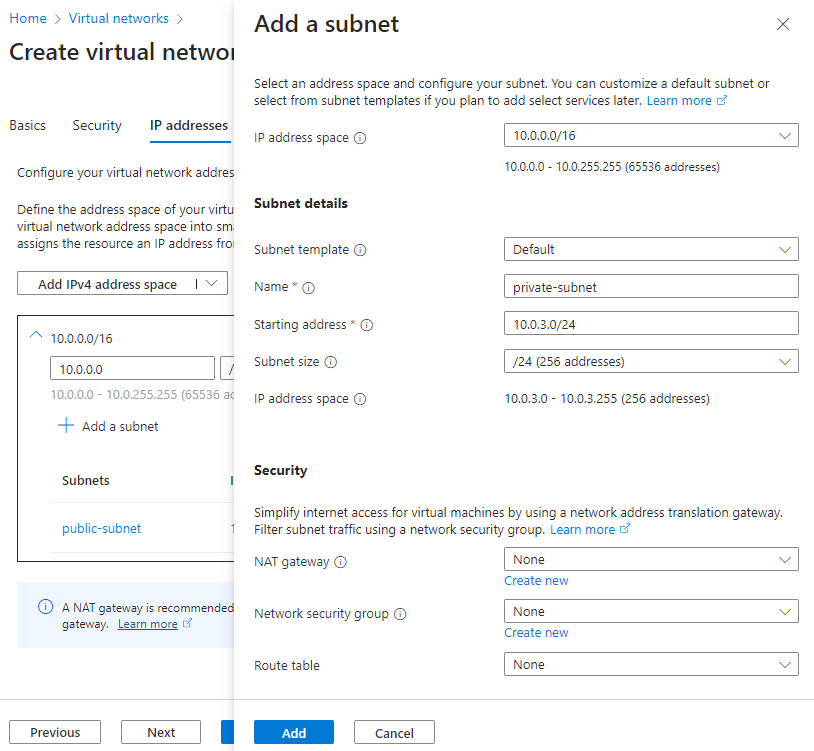 Home > Virtual networks >
Create virtual networ
Basics Security IP addresses
Configure your virtual network addres
Define the address space of your virtu
virtual network address space into sma
assigns the resource an IP address fro
Add IPv4 address space
10.0.0.0/16
10.0.0.0 /
10.0.0.0 - 10.0.255.255 (65536 ad
+ Add a subnet
Subnets
public-subnet
A NAT gateway is recommended
gateway. Learn more
Previous Next
Add a subnet
Select an address space and configure your subnet. You can customize a default subnet or
select from subnet templates if you plan to add select services later. Learn more
IP address space 10.0.0.0/16
10.0.0.0 - 10.0.255.255 (65536 addresses)
Subnet details
Subnet template Default
Name * private-subnet
Starting address * 10.0.3.0/24
Subnet size /24 (256 addresses)
IP address space 10.0.3.0 - 10.0.3.255 (256 addresses)
Security
Simplify internet access for virtual machines by using a network address translation gateway.
Filter subnet traffic using a network security group. Learn more
NAT gateway None
Create new
Network security group None
Create new
Route table None
Add Cancel